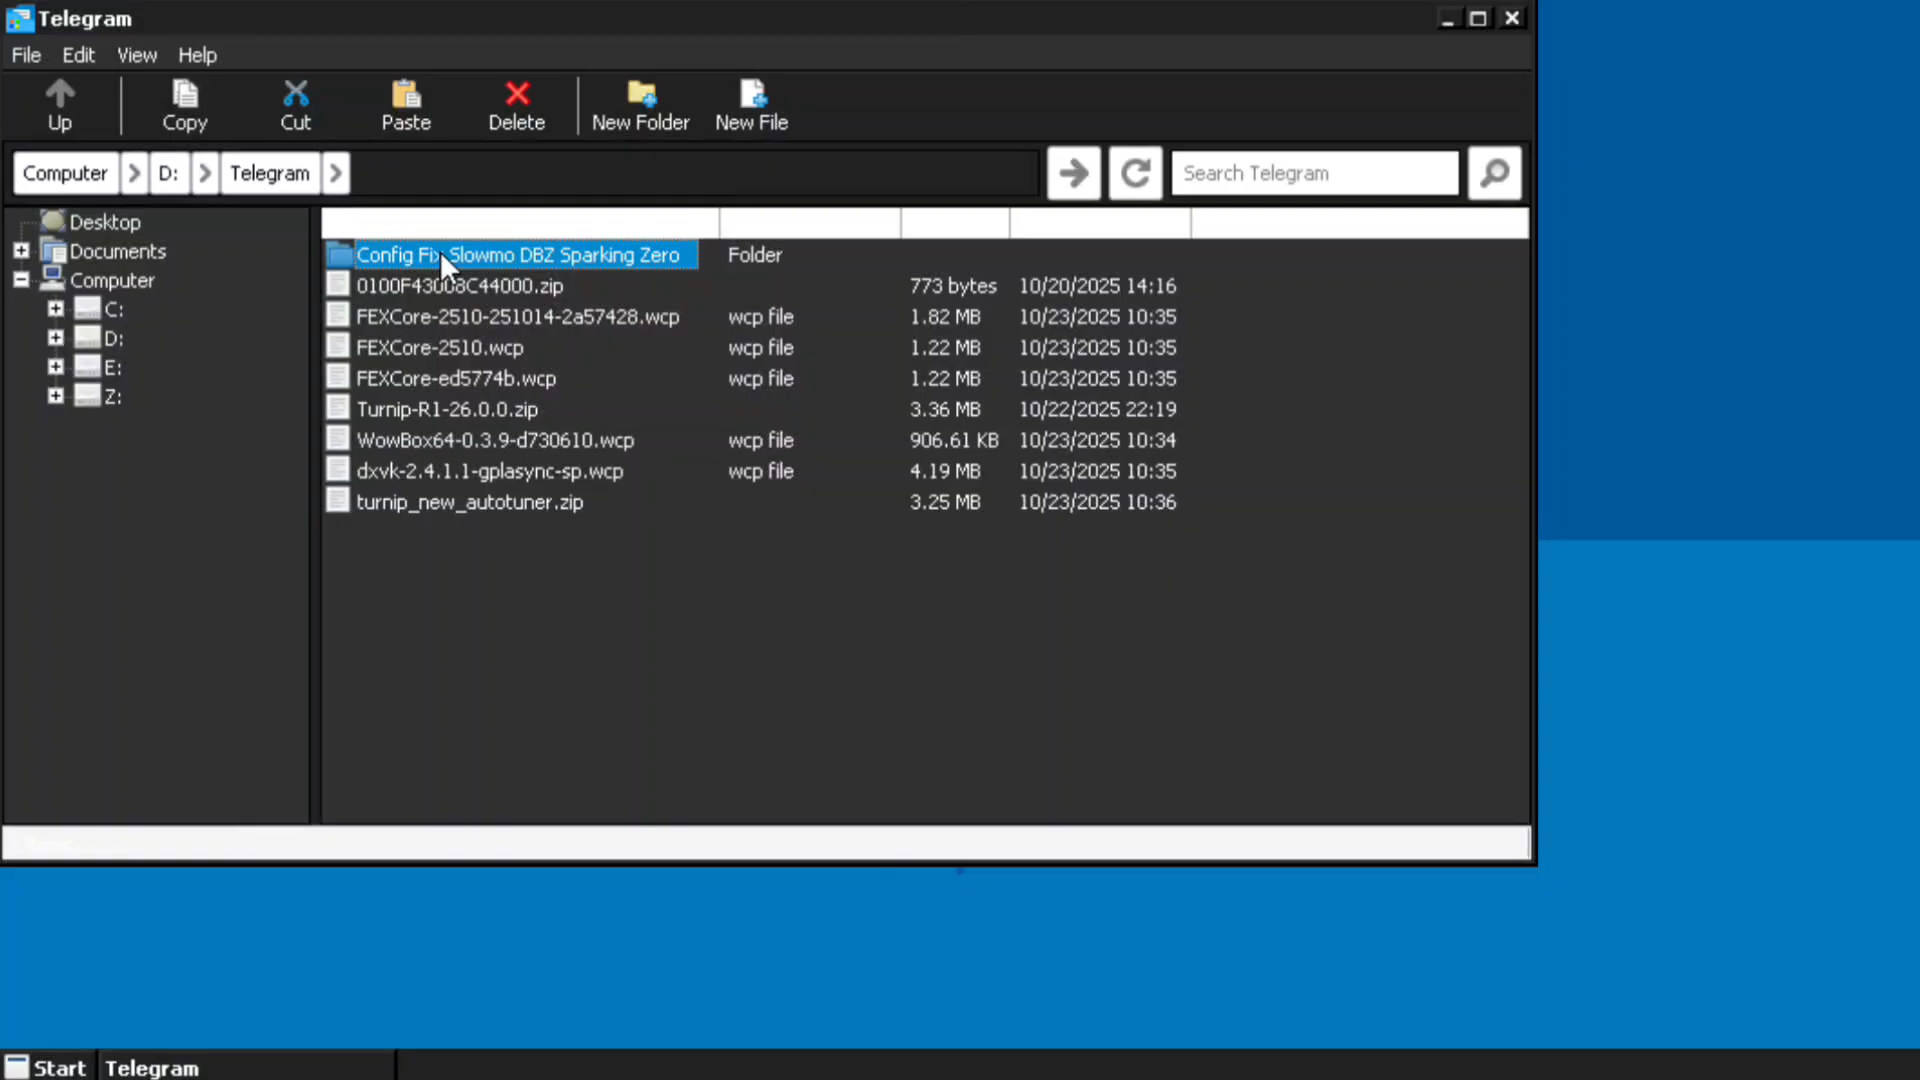 Telegram
File Edit View Help
Up Copy Cut Paste Delete New Folder New File
Computer D: Telegram Search Telegram
Desktop
Documents
Computer
C:
D:
E:
Z:
Config Fix Slowmo DBZ Sparking Zero Folder
0100F43008C44000.zip 773 bytes 10/20/2025 14:16
FEXCore-2510-251014-2a57428.wcp wcp file 1.82 MB 10/23/2025 10:35
FEXCore-2510.wcp wcp file 1.22 MB 10/23/2025 10:35
FEXCore-ed5774b.wcp wcp file 1.22 MB 10/23/2025 10:35
Turnip-R1-26.0.0.zip 3.36 MB 10/22/2025 22:19
WowBox64-0.3.9-d730610.wcp wcp file 906.61 KB 10/23/2025 10:34
dxvk-2.4.1.1-gplasync-sp.wcp wcp file 4.19 MB 10/23/2025 10:35
turnip_new_autotuner.zip 3.25 MB 10/23/2025 10:36
Start Telegram